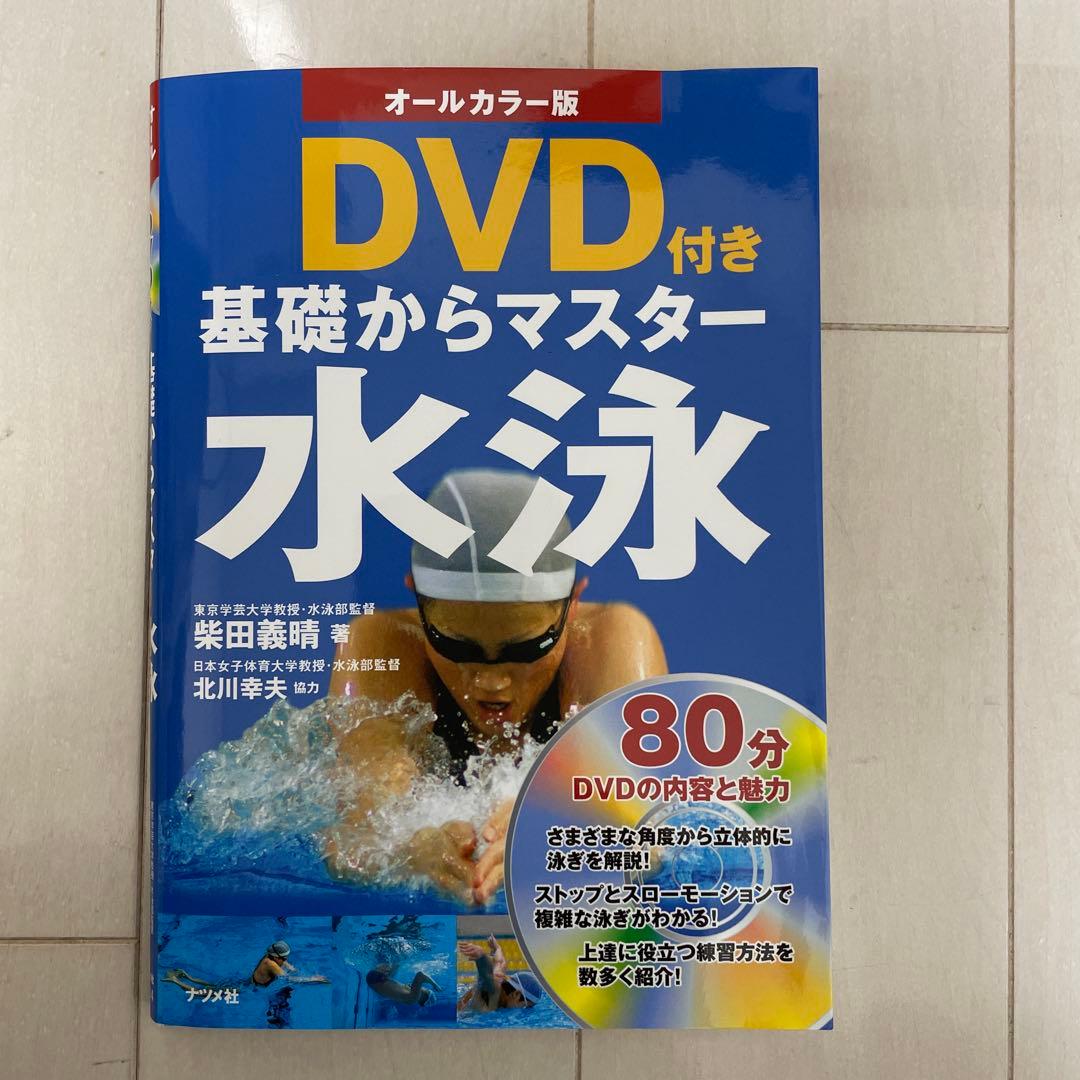 オールカラー版
DVD付き
基礎からマスター
水泳
東京学芸大学教授・水泳部監督
柴田義晴 著
日本女子体育大学教授・水泳部監督
北川幸夫 協力
80分
DVDの内容と魅力
さまざまな角度から立体的に
泳ぎを解説!
ストップとスローモーションで
複雑な泳ぎがわかる!
上達に役立つ練習方法を
数多く紹介!
ナツメ社